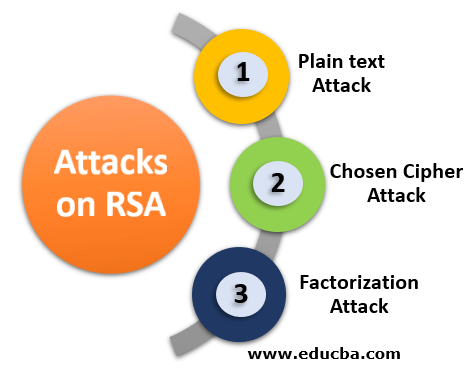 Attacks
on RSA
1
Plain text
Attack
2
Chosen Cipher
Attack
3
Factorization
Attack
www.educba.com